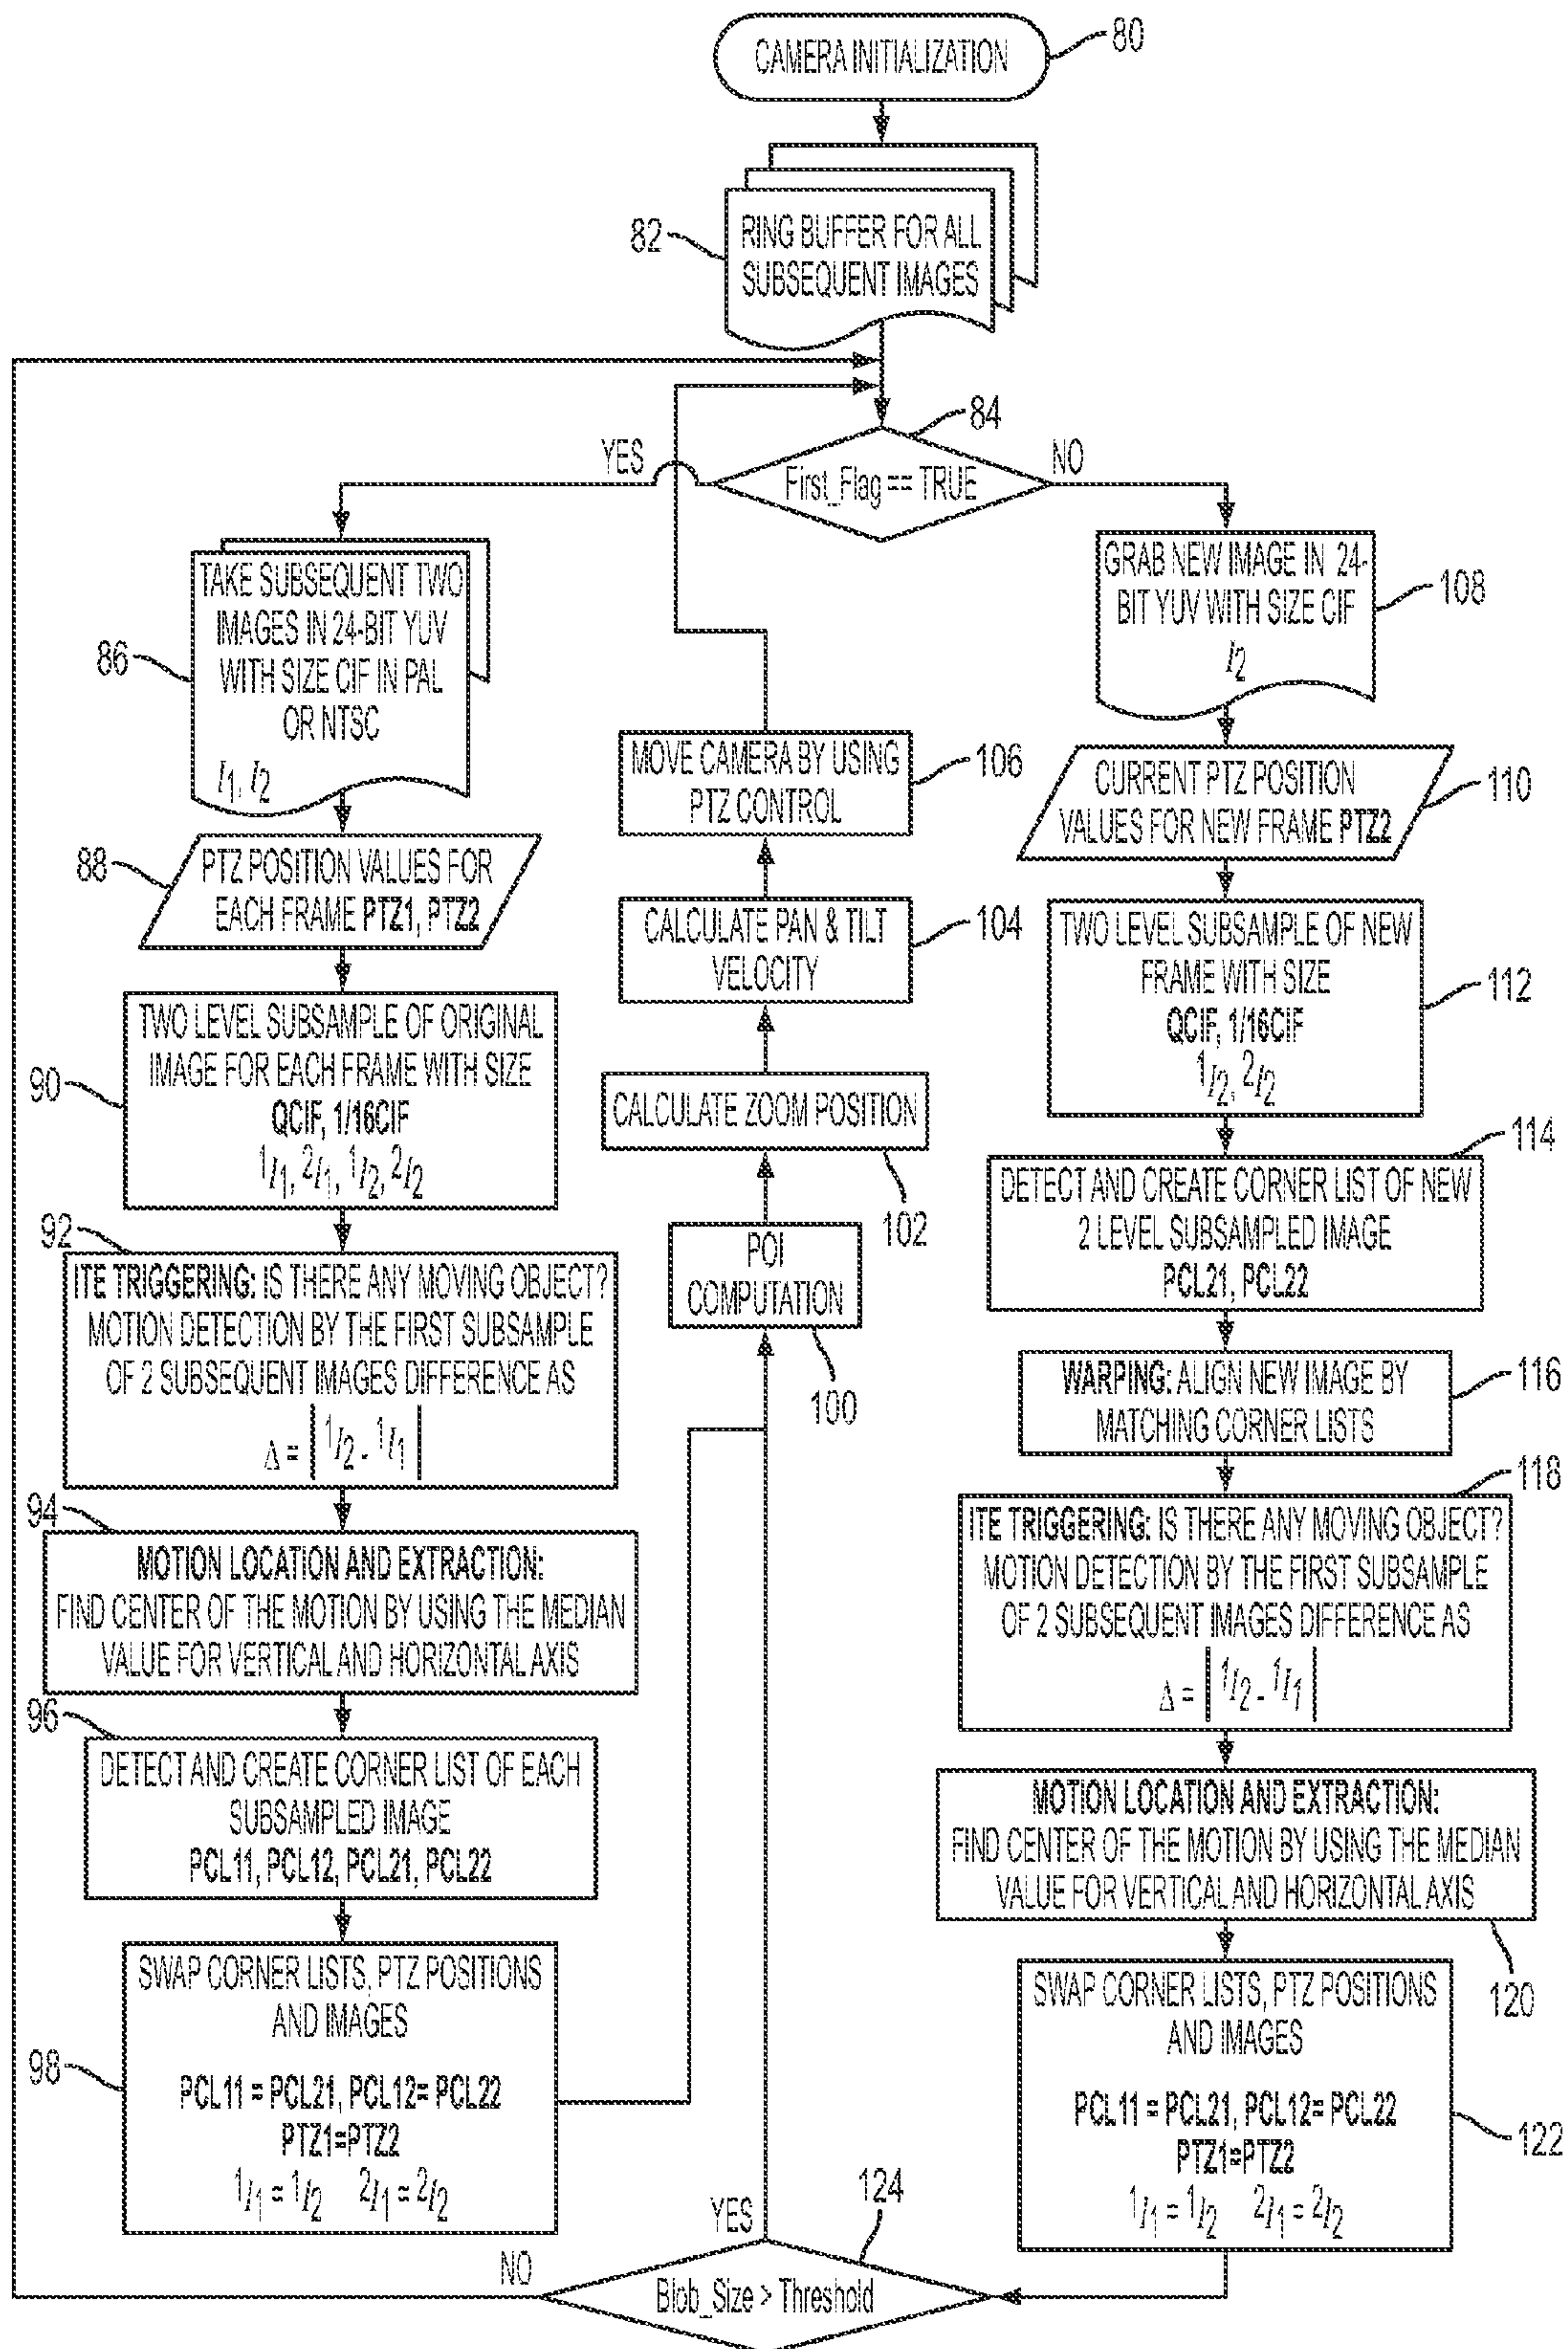 CAMERA INITIALIZATION
80
RING BUFFER FOR ALL
SUBSEQUENT IMAGES
82
84
First_Flag == TRUE
YES
NO
TAKE SUBSEQUENT TWO
IMAGES IN 24-BIT YUV
WITH SIZE CIF IN PAL
OR NTSC
I1, I2
86
PTZ POSITION VALUES FOR
EACH FRAME PTZ1, PTZ2
88
TWO LEVEL SUBSAMPLE OF ORIGINAL
IMAGE FOR EACH FRAME WITH SIZE
QCIF, 1/16CIF
1I1, 2I1, 1I2, 2I2
90
92
ITE TRIGGERING: IS THERE ANY MOVING OBJECT?
MOTION DETECTION BY THE FIRST SUBSAMPLE
OF 2 SUBSEQUENT IMAGES DIFFERENCE AS
Δ = | 1I2 - 1I1 |
94
MOTION LOCATION AND EXTRACTION:
FIND CENTER OF THE MOTION BY USING THE MEDIAN
VALUE FOR VERTICAL AND HORIZONTAL AXIS
96
DETECT AND CREATE CORNER LIST OF EACH
SUBSAMPLED IMAGE
PCL11, PCL12, PCL21, PCL22
SWAP CORNER LISTS, PTZ POSITIONS
AND IMAGES
PCL11 = PCL21, PCL12= PCL22
PTZ1=PTZ2
1I1 = 1I2 2I1 = 2I2
98
MOVE CAMERA BY USING
PTZ CONTROL
106
CALCULATE PAN & TILT
VELOCITY
104
CALCULATE ZOOM POSITION
102
POI
COMPUTATION
100
GRAB NEW IMAGE IN 24-
BIT YUV WITH SIZE CIF
I2
108
CURRENT PTZ POSITION
VALUES FOR NEW FRAME PTZ2
110
TWO LEVEL SUBSAMPLE OF NEW
FRAME WITH SIZE
QCIF, 1/16CIF
1I2, 2I2
112
114
DETECT AND CREATE CORNER LIST OF NEW
2 LEVEL SUBSAMPLED IMAGE
PCL21, PCL22
WARPING: ALIGN NEW IMAGE BY
MATCHING CORNER LISTS
116
118
ITE TRIGGERING: IS THERE ANY MOVING OBJECT?
MOTION DETECTION BY THE FIRST SUBSAMPLE
OF 2 SUBSEQUENT IMAGES DIFFERENCE AS
Δ = | 1I2 - 1I1 |
MOTION LOCATION AND EXTRACTION:
FIND CENTER OF THE MOTION BY USING THE MEDIAN
VALUE FOR VERTICAL AND HORIZONTAL AXIS
120
SWAP CORNER LISTS, PTZ POSITIONS
AND IMAGES
PCL11 = PCL21, PCL12= PCL22
PTZ1=PTZ2
1I1 = 1I2 2I1 = 2I2
122
124
YES
NO
Blob_Size > Threshold